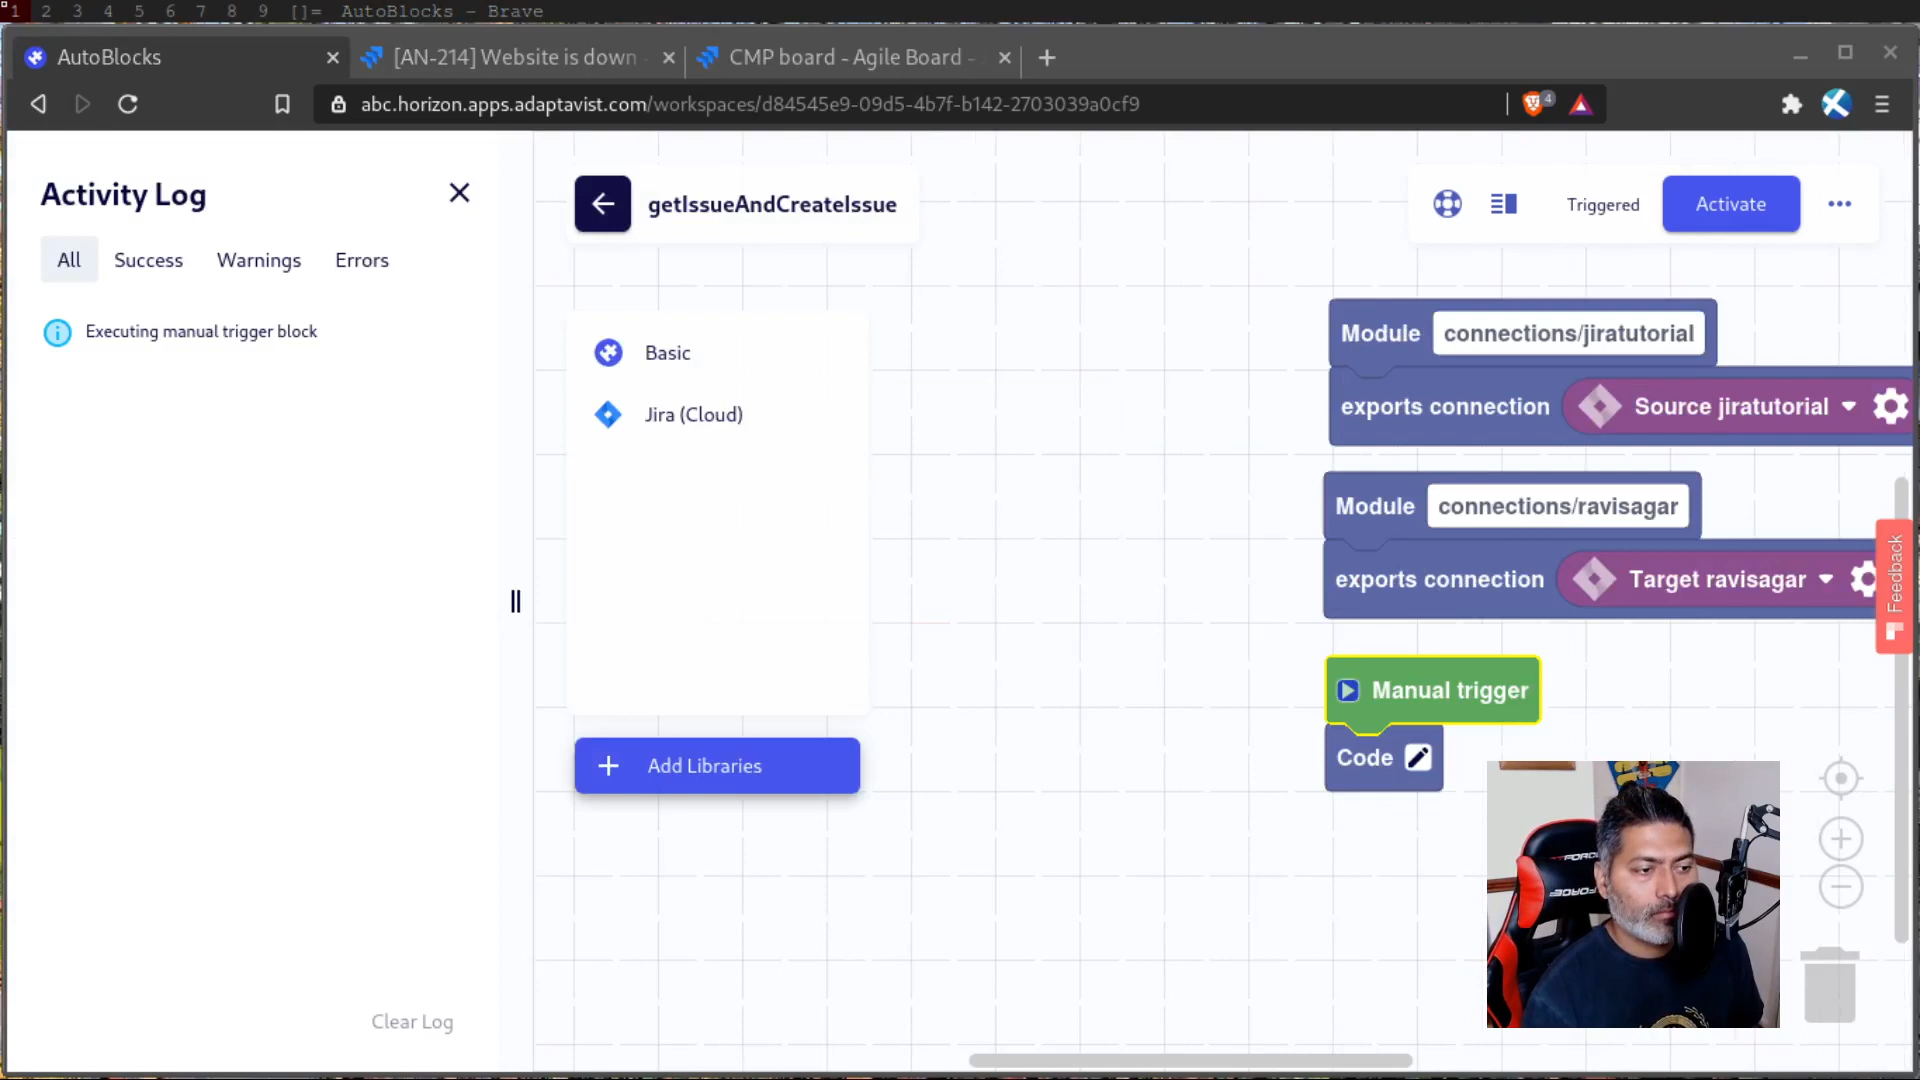 1 2 3 4 5 6 7 8 9 []= AutoBlocks - Brave
AutoBlocks
[AN-214] Website is down -
CMP board - Agile Board -
abc.horizon.apps.adaptavist.com/workspaces/d84545e9-09d5-4b7f-b142-2703039a0cf9
4
Activity Log
All Success Warnings Errors
Executing manual trigger block
Clear Log
getIssueAndCreateIssue
Triggered
Activate
Basic
Jira (Cloud)
Add Libraries
Module connections/jiratutorial
exports connection Source jiratutorial
Module connections/ravisagar
exports connection Target ravisagar
Manual trigger
Code
Feedback